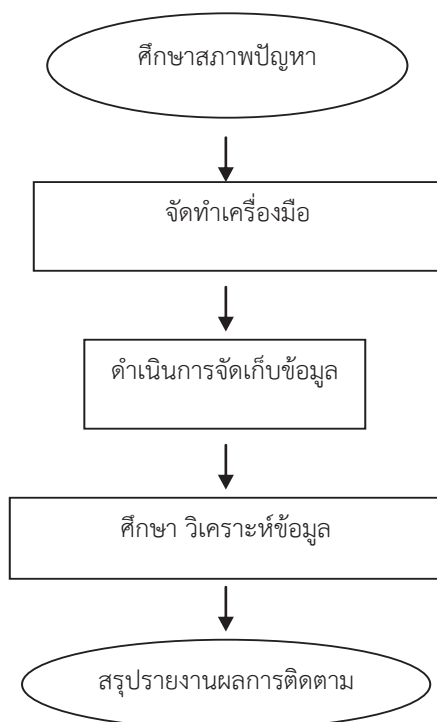 ศึกษาสภาพปัญหา
จัดทำเครื่องมือ
ดำเนินการจัดเก็บข้อมูล
ศึกษา วิเคราะห์ข้อมูล
สรุปรายงานผลการติดตาม